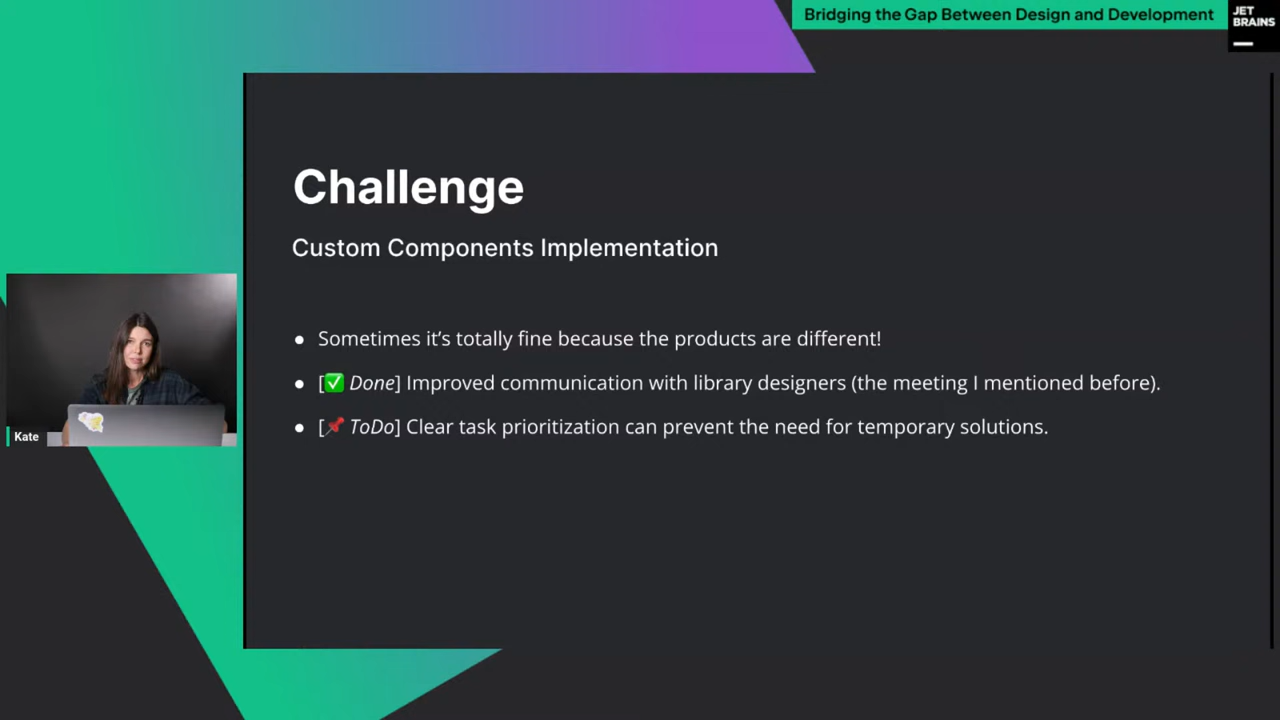 Bridging the Gap Between Design and Development
JET
BRAINS
Challenge
Custom Components Implementation
● Sometimes it’s totally fine because the products are different!
● [✅ Done] Improved communication with library designers (the meeting I mentioned before).
● [📌 ToDo] Clear task prioritization can prevent the need for temporary solutions.
Kate